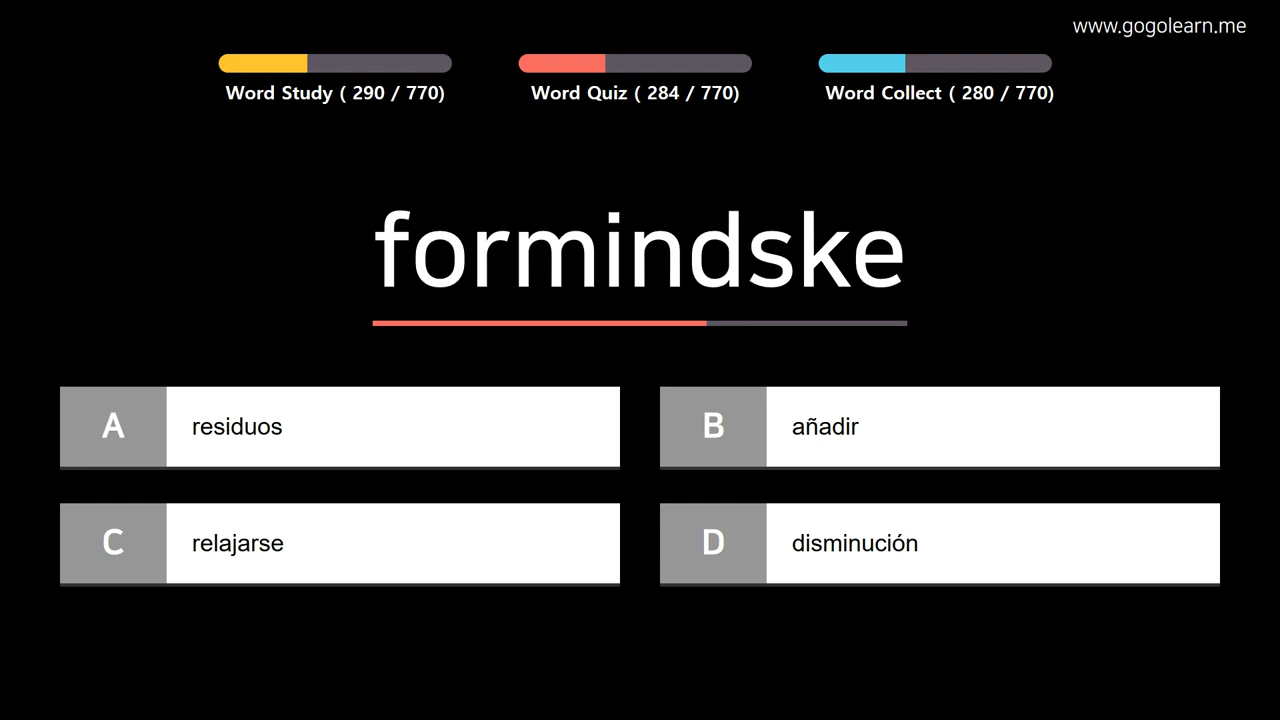 www.gogolearn.me
Word Study ( 290 / 770)
Word Quiz ( 284 / 770)
Word Collect ( 280 / 770)
formindske
A residuos
B añadir
C relajarse
D disminución